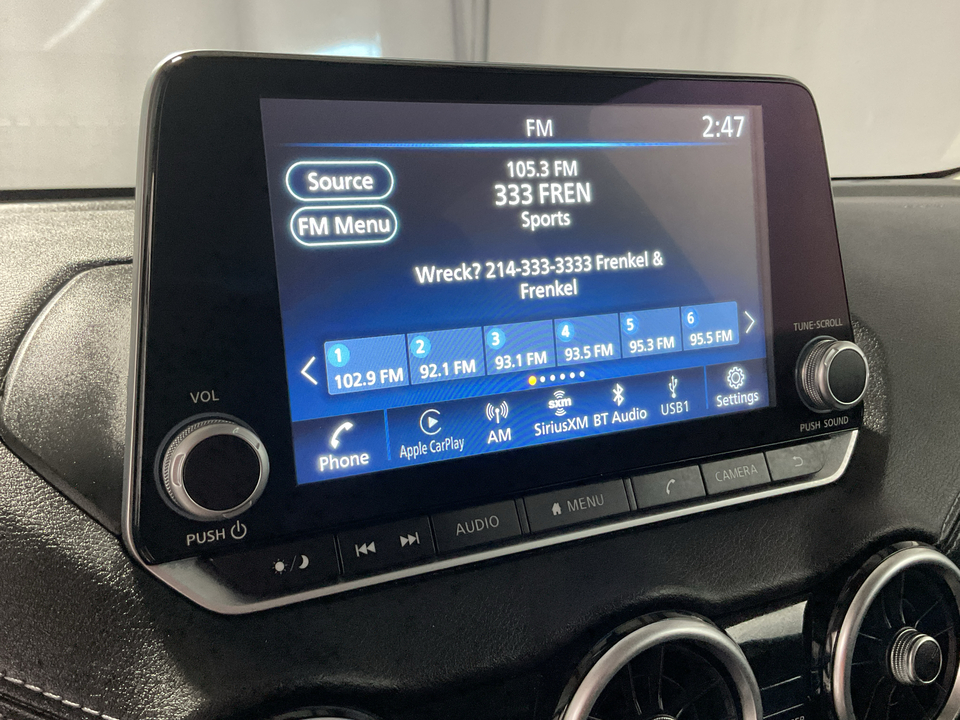 FM
2:47
Source
FM Menu
105.3 FM
333 FREN
Sports
Wreck? 214-333-3333 Frenkel &
Frenkel
1 102.9 FM
2 92.1 FM
3 93.1 FM
4 93.5 FM
5 95.3 FM
6 95.5 FM
Phone
Apple CarPlay
AM
sxm
SiriusXM
BT Audio
USB1
Settings
VOL
PUSH
TUNE-SCROLL
PUSH SOUND
AUDIO
MENU
CAMERA